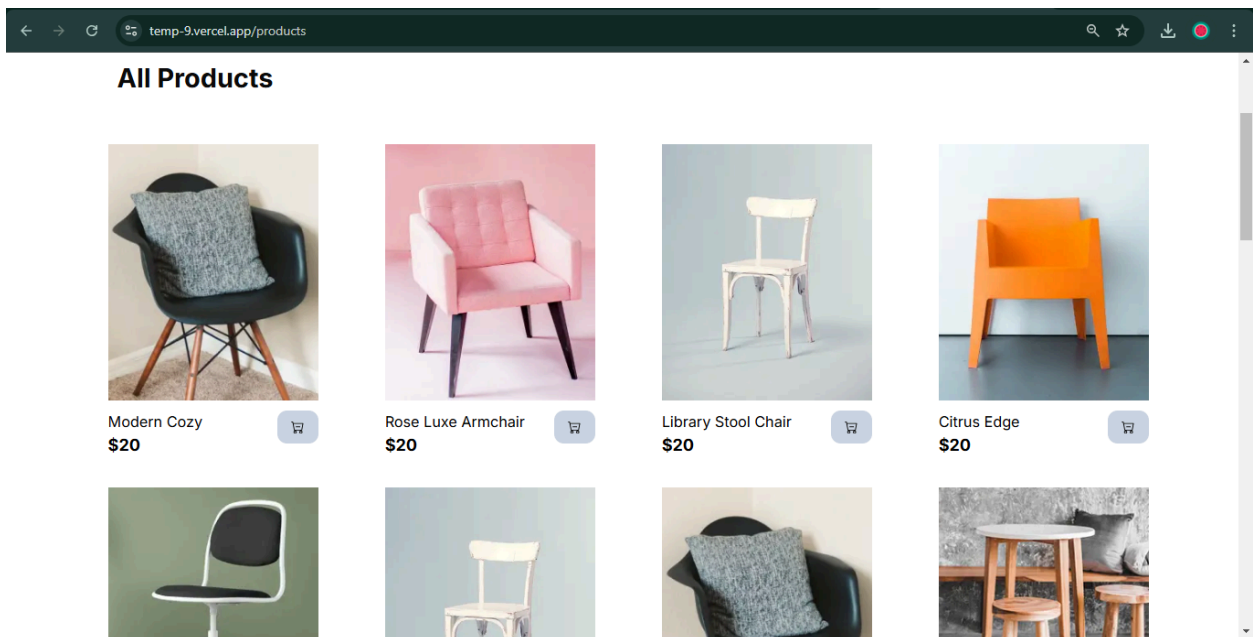 temp-9.vercel.app/products
All Products
Modern Cozy
$20
Rose Luxe Armchair
$20
Library Stool Chair
$20
Citrus Edge
$20